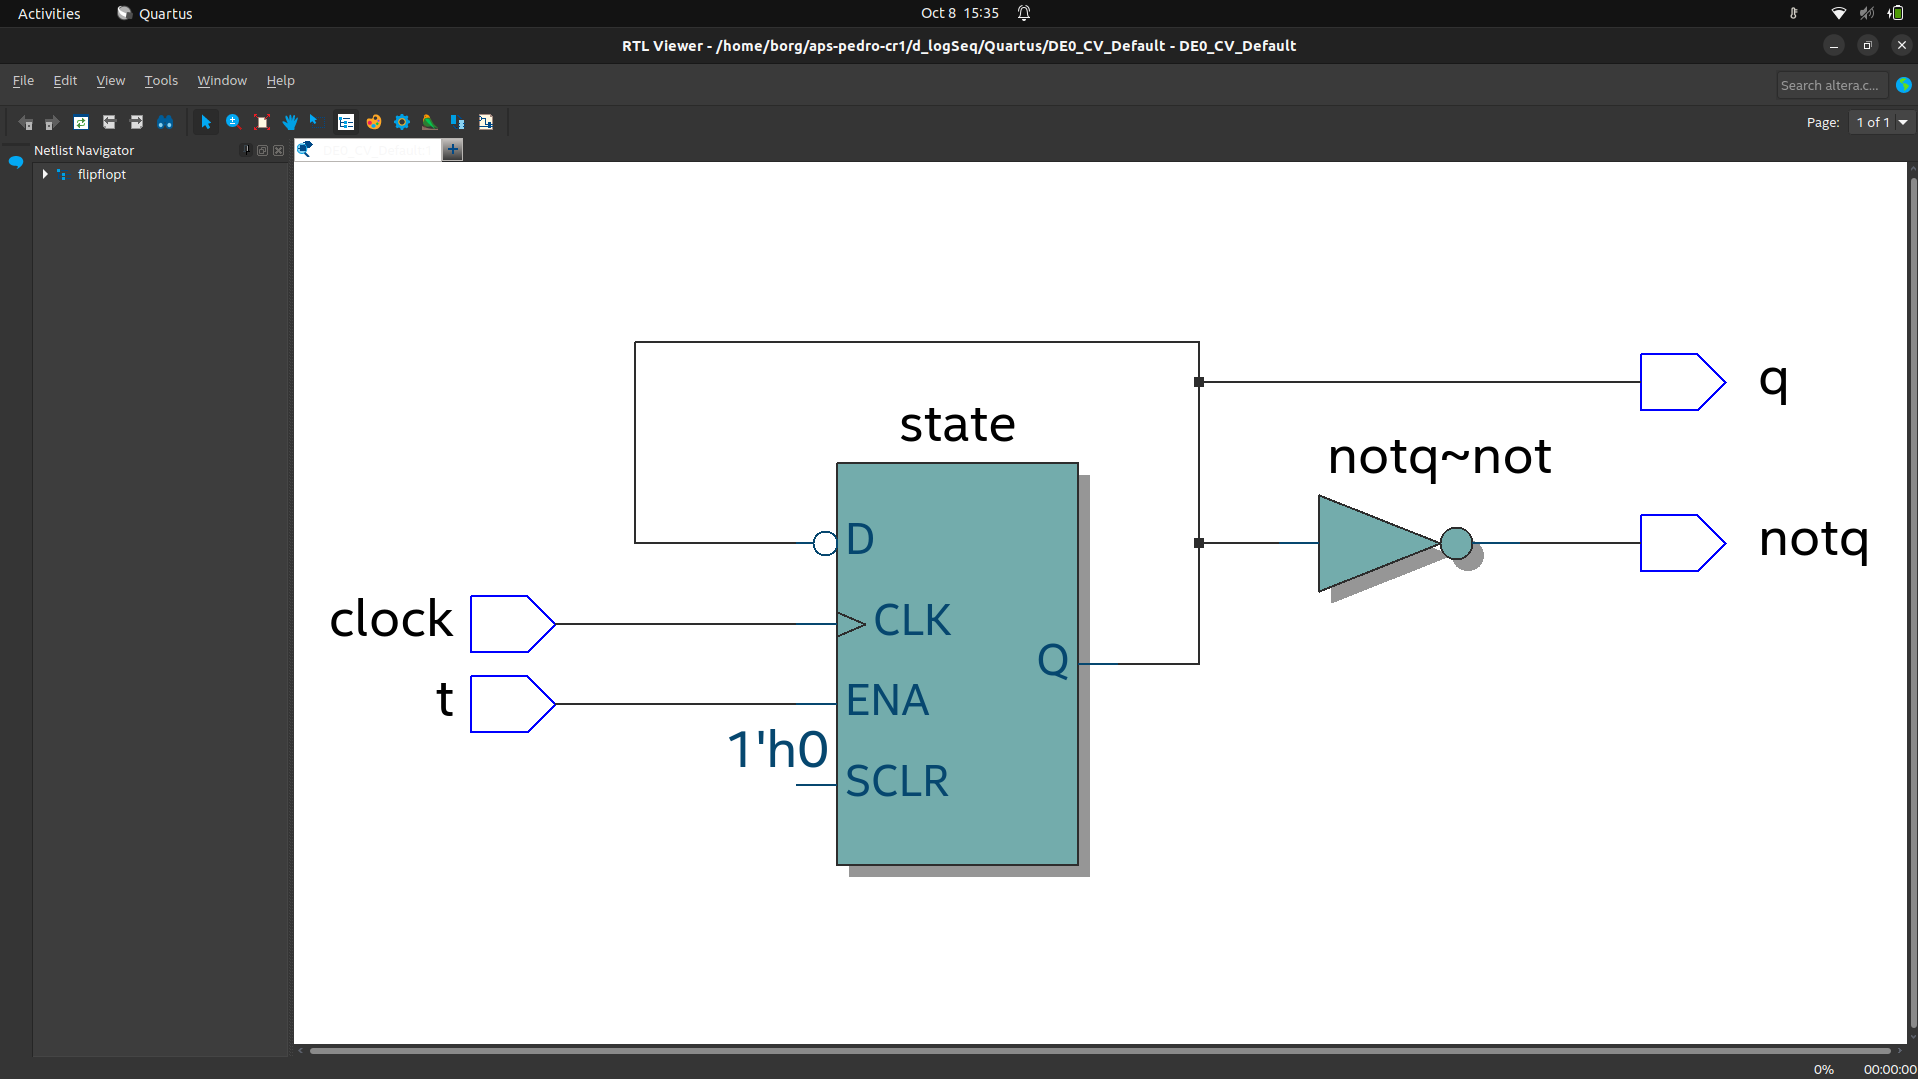 Activities
Quartus
Oct 8 15:35
RTL Viewer - /home/borg/aps-pedro-cr1/d_logSeq/Quartus/DE0_CV_Default - DE0_CV_Default
File Edit View Tools Window Help
Search altera.c...
Page: 1 of 1
Netlist Navigator
flipflopt
q
state
notq~not
D
notq
clock
CLK
Q
t
ENA
1'h0
SCLR
0% 00:00:00